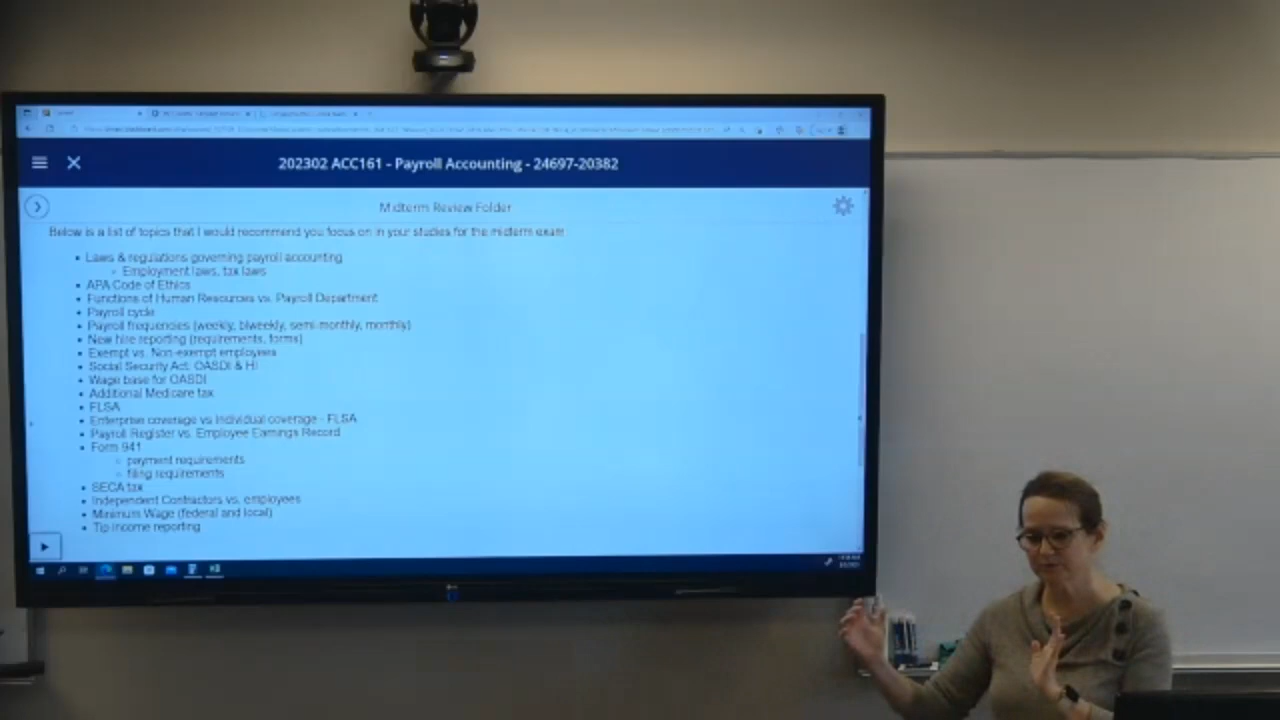 202302 ACC161 - Payroll Accounting - 24697-20382
Midterm Review Folder
Below is a list of topics that I would recommend you focus on in your studies for the midterm exam
Laws & regulations governing payroll accounting
Employment laws, tax laws
APA Code of Ethics
Functions of Human Resources vs. Payroll Department
Payroll cycle
Payroll frequencies (weekly, biweekly, semi-monthly, monthly)
New hire reporting (requirements, forms)
Exempt vs. Non-exempt employees
Social Security Act: OASDI & HI
Wage base for OASDI
Additional Medicare tax
FLSA
Enterprise coverage vs Individual coverage - FLSA
Payroll Register vs. Employee Earnings Record
Form 941
payment requirements
filing requirements
SECA tax
Independent Contractors vs. employees
Minimum Wage (federal and local)
Tip income reporting